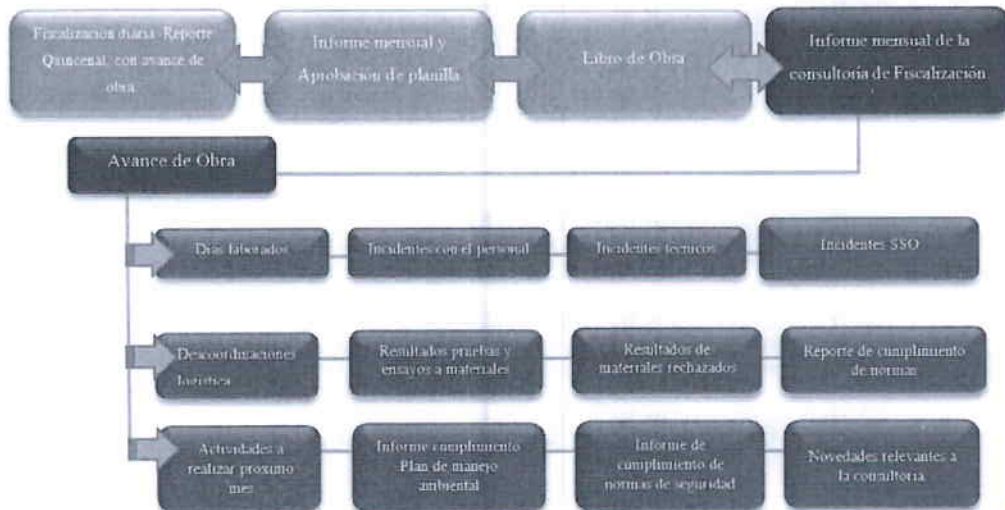 Fiscalización diaria -Reporte
Quincenal, con avance de
obra.
Informe mensual y
Aprobación de planilla
Libro de Obra
Informe mensual de la
consultoría de Fiscalización
Avance de Obra
Días laborados
Incidentes con el personal
Incidentes técnicos
Incidentes SSO
Descoordinaciones
logística
Resultados pruebas y
ensayos a materiales
Resultados de
materiales rechazados
Reporte de cumplimiento
de normas
Actividades a
realizar próximo
mes
Informe cumplimiento
Plan de manejo
ambiental
Informe de
cumplimiento de
normas de seguridad
Novedades relevantes a
la consultoría